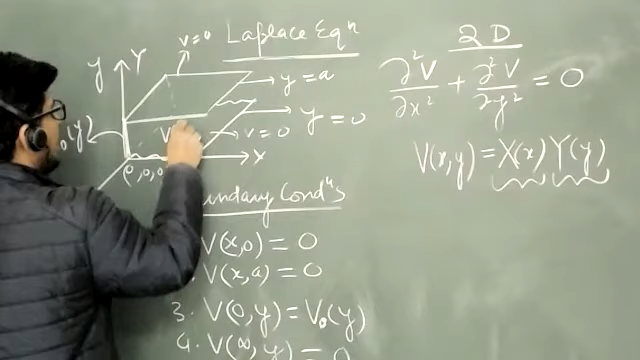 Laplace Eqⁿ
2D
V=0
y Y
y=a
y=0
V=0
X
(0,0,0
∂²V/∂x² + ∂²V/∂y² = 0
V(x,y) = X(x) Y(y)
undary Condⁿs
V(x,0) = 0
V(x,a) = 0
3. V(0,y) = V₀(y)
4. V(∞,y) = 0